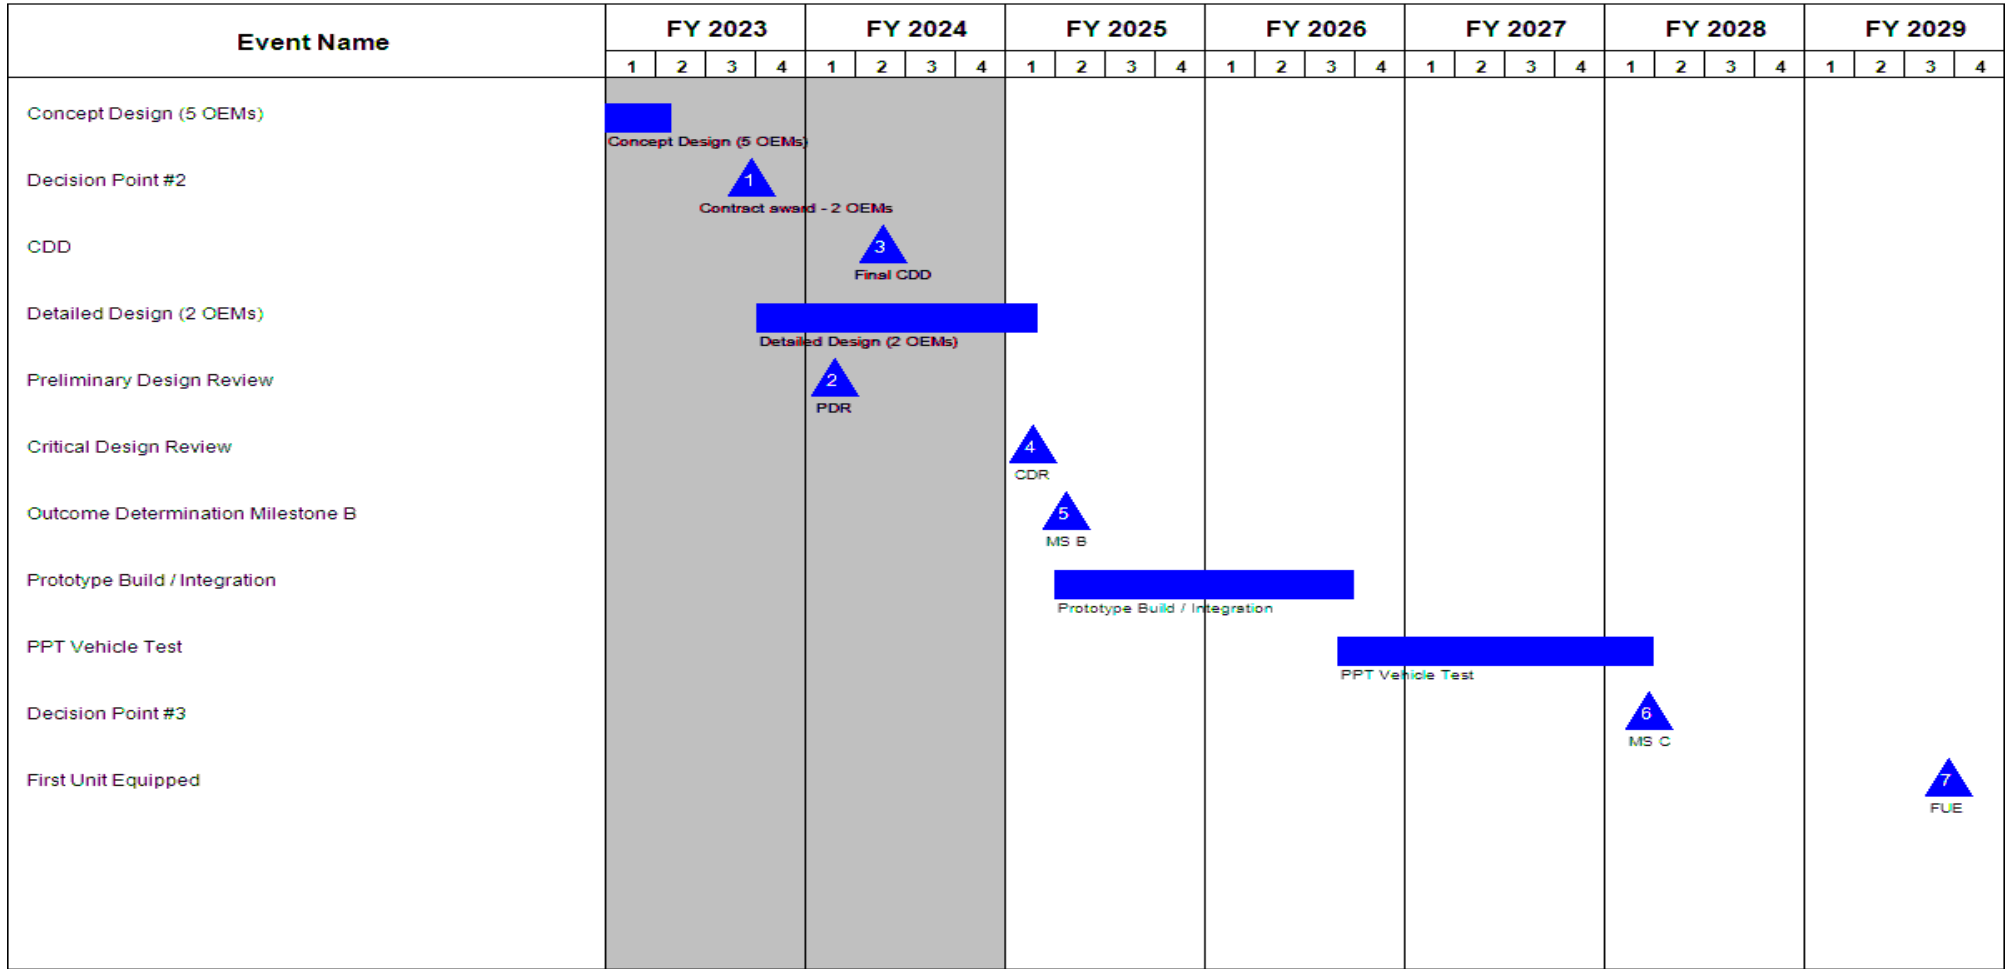 Event Name FY 2023 FY 2024 FY 2025 FY 2026 FY 2027 FY 2028 FY 2029
1 2 3 4 1 2 3 4 1 2 3 4 1 2 3 4 1 2 3 4 1 2 3 4 1 2 3 4
Concept Design (5 OEMs)
Concept Design (5 OEMs)
Decision Point #2 1
Contract award - 2 OEMs
CDD 3
Final CDD
Detailed Design (2 OEMs)
Detailed Design (2 OEMs)
Preliminary Design Review 2
PDR
Critical Design Review 4
CDR
Outcome Determination Milestone B 5
MS B
Prototype Build / Integration
Prototype Build / Integration
PPT Vehicle Test
PPT Vehicle Test
Decision Point #3 6
MS C
First Unit Equipped 7
FUE